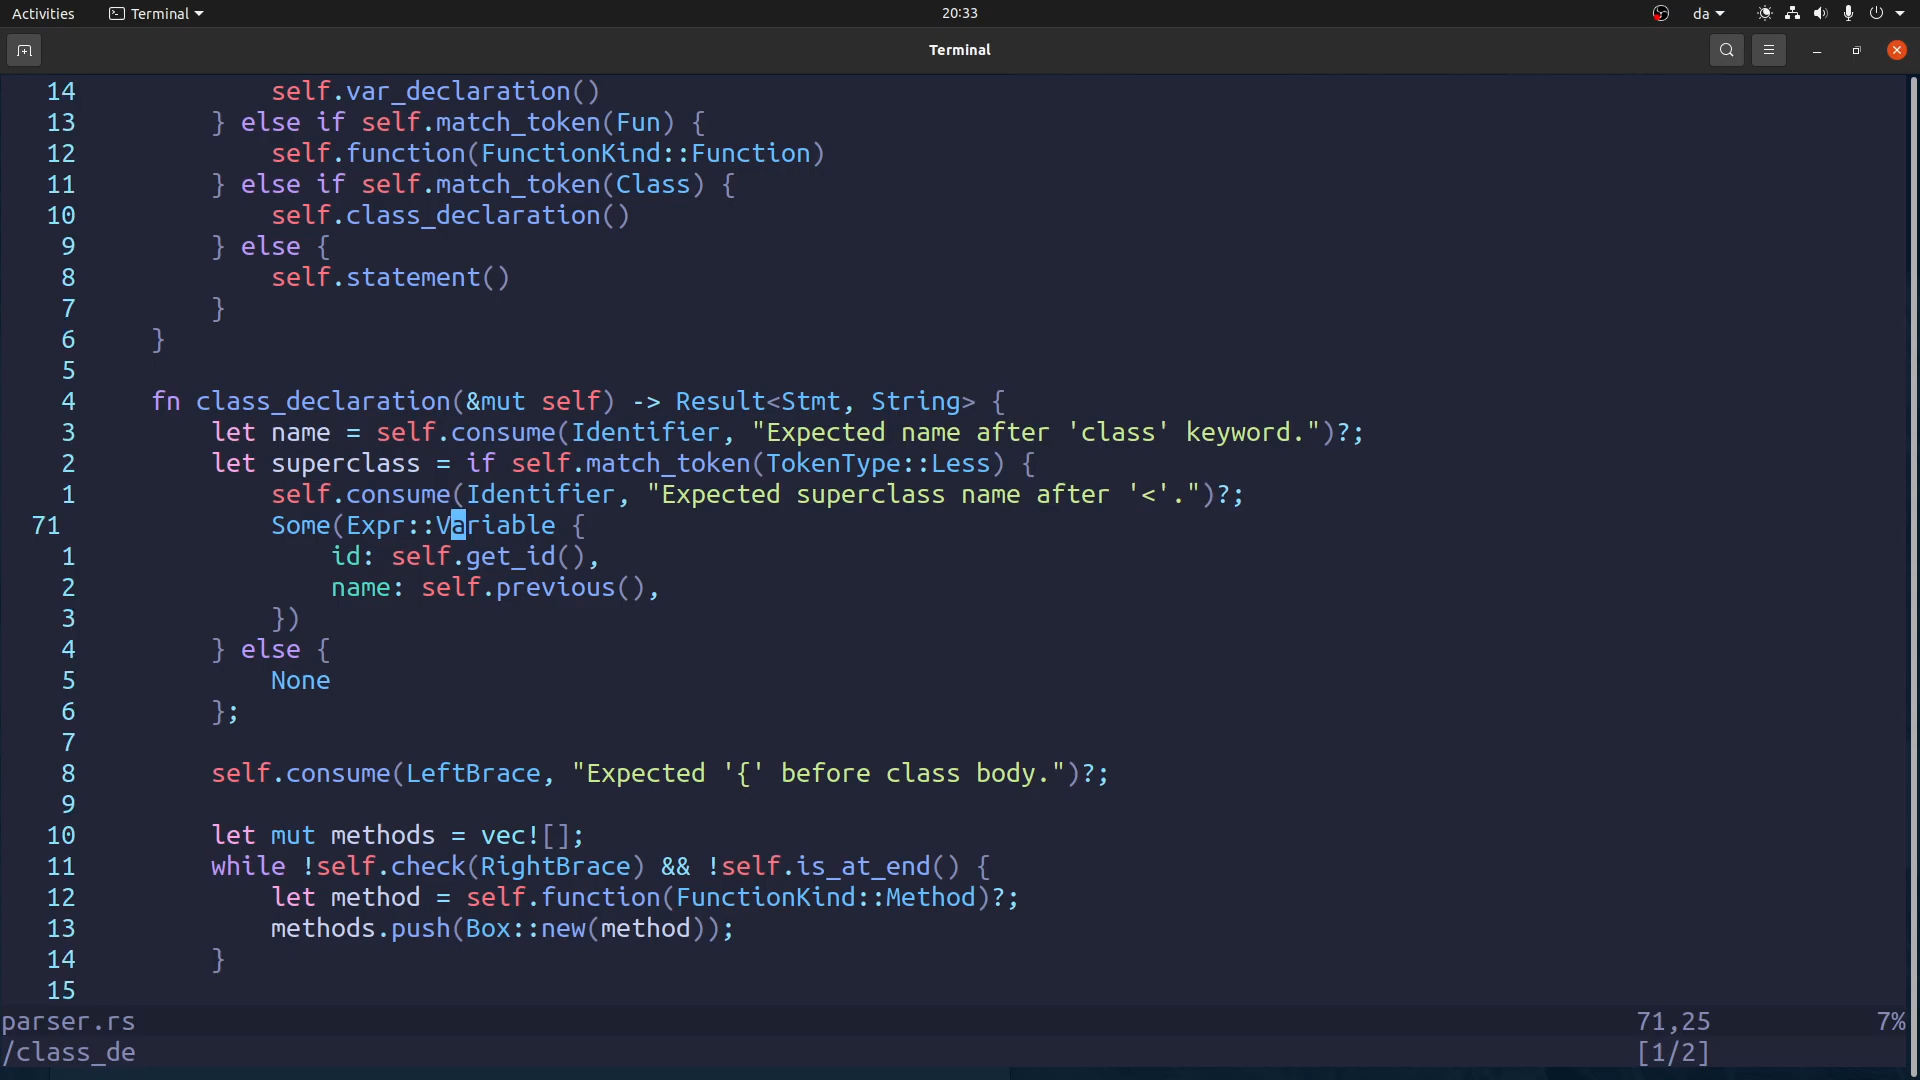 Activities Terminal 20:33 da
Terminal
14 self.var_declaration()
13 } else if self.match_token(Fun) {
12 self.function(FunctionKind::Function)
11 } else if self.match_token(Class) {
10 self.class_declaration()
9 } else {
8 self.statement()
7 }
6 }
5
4 fn class_declaration(&mut self) -> Result<Stmt, String> {
3 let name = self.consume(Identifier, "Expected name after 'class' keyword.")?;
2 let superclass = if self.match_token(TokenType::Less) {
1 self.consume(Identifier, "Expected superclass name after '<'.")?;
71 Some(Expr::Variable {
1 id: self.get_id(),
2 name: self.previous(),
3 })
4 } else {
5 None
6 };
7
8 self.consume(LeftBrace, "Expected '{' before class body.")?;
9
10 let mut methods = vec![];
11 while !self.check(RightBrace) && !self.is_at_end() {
12 let method = self.function(FunctionKind::Method)?;
13 methods.push(Box::new(method));
14 }
15
parser.rs 71,25 7%
/class_de [1/2]